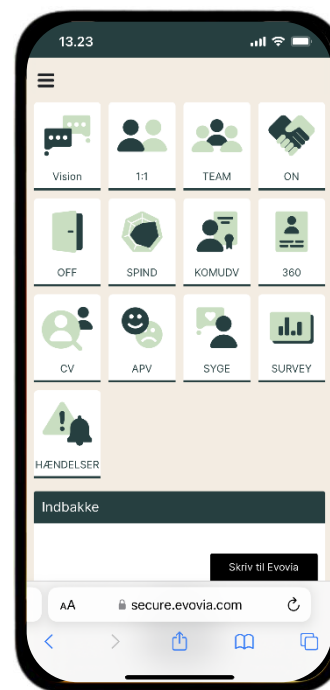 13.23
Vision
1:1
TEAM
ON
OFF
SPIND
KOMUDV
360
CV
APV
SYGE
SURVEY
HÆNDELSER
Indbakke
Skriv til Evovia
AA
secure.evovia.com